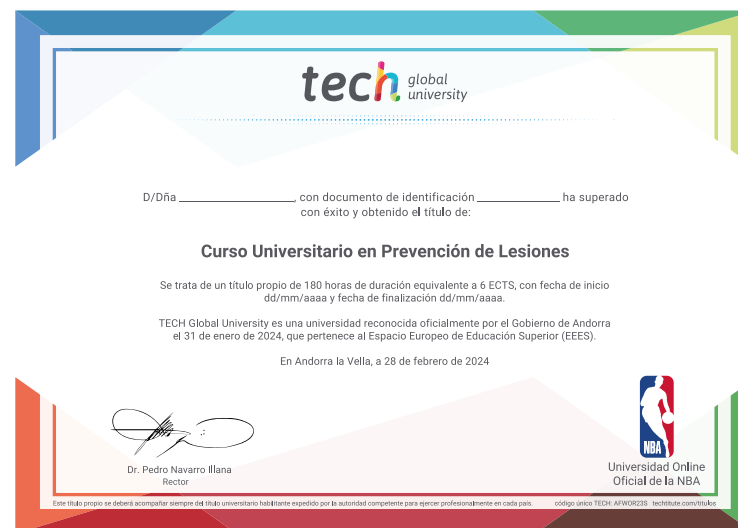 tech global
university
D/Dña ______________, con documento de identificación __________ ha superado
con éxito y obtenido el título de:
Curso Universitario en Prevención de Lesiones
Se trata de un título propio de 180 horas de duración equivalente a 6 ECTS, con fecha de inicio
dd/mm/aaaa y fecha de finalización dd/mm/aaaa.
TECH Global University es una universidad reconocida oficialmente por el Gobierno de Andorra
el 31 de enero de 2024, que pertenece al Espacio Europeo de Educación Superior (EEES).
En Andorra la Vella, a 28 de febrero de 2024
Dr. Pedro Navarro Illana
Rector
NBA
Universidad Online
Oficial de la NBA
Este título propio se deberá acompañar siempre del título universitario habilitante expedido por la autoridad competente para ejercer profesionalmente en cada país. código único TECH: AFWOR23S techtitute.com/titulos